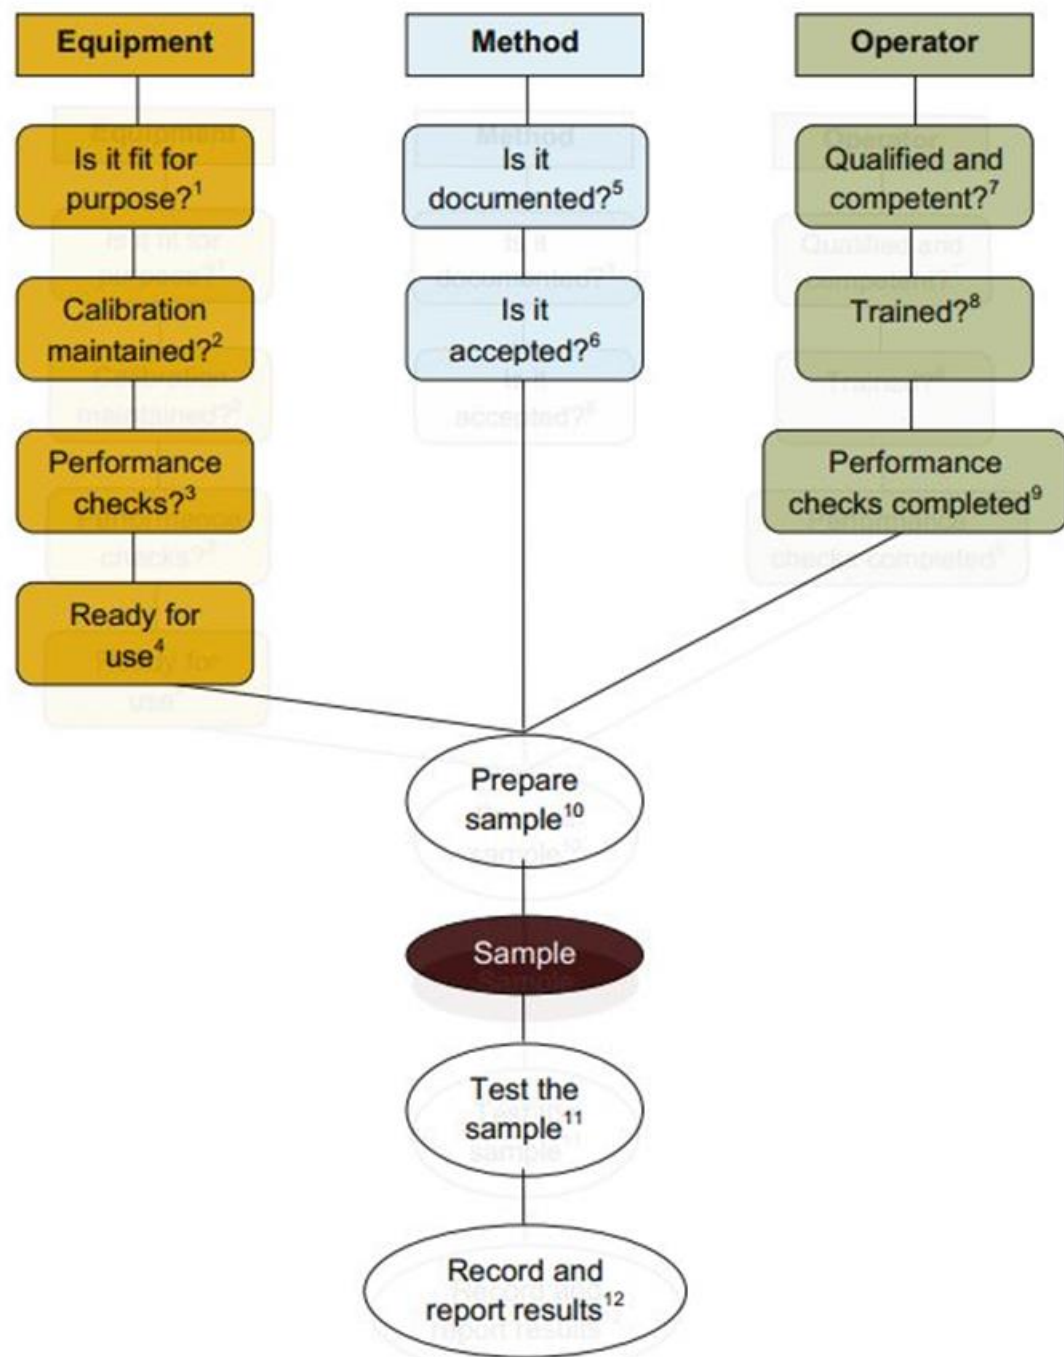 Equipment
Is it fit for
purpose?1
Calibration
maintained?2
Performance
checks?3
Ready for
use4
Method
Is it
documented?5
Is it
accepted?6
Operator
Qualified and
competent?7
Trained?8
Performance
checks completed9
Prepare
sample10
Sample
Test the
sample11
Record and
report results12